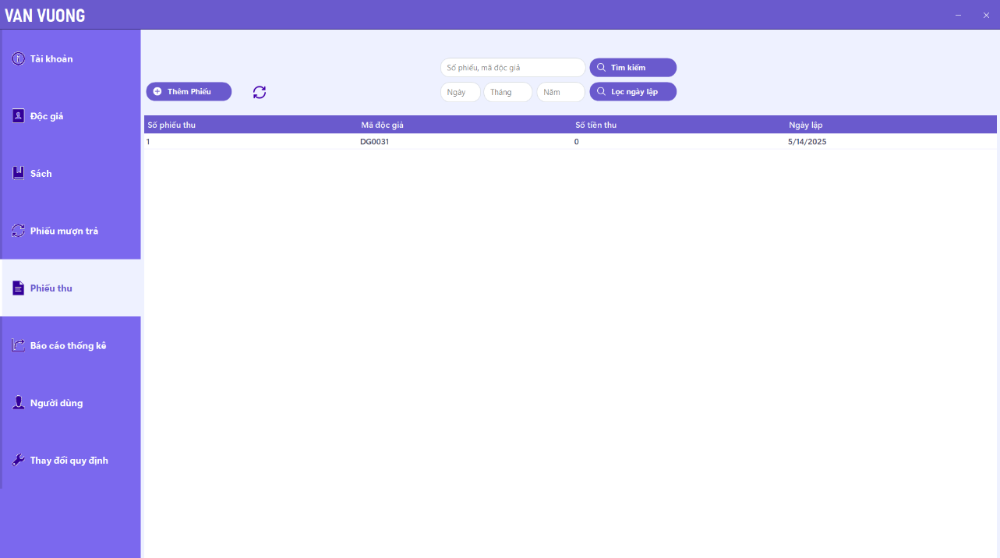 VAN VUONG
Tài khoản
Độc giả
Sách
Phiếu mượn trả
Phiếu thu
Báo cáo thống kê
Người dùng
Thay đổi quy định
Số phiếu, mã độc giả
Tìm kiếm
Thêm Phiếu
Ngày
Tháng
Năm
Lọc ngày lập
Số phiếu thu Mã độc giả Số tiền thu Ngày lập
1 DG0031 0 5/14/2025